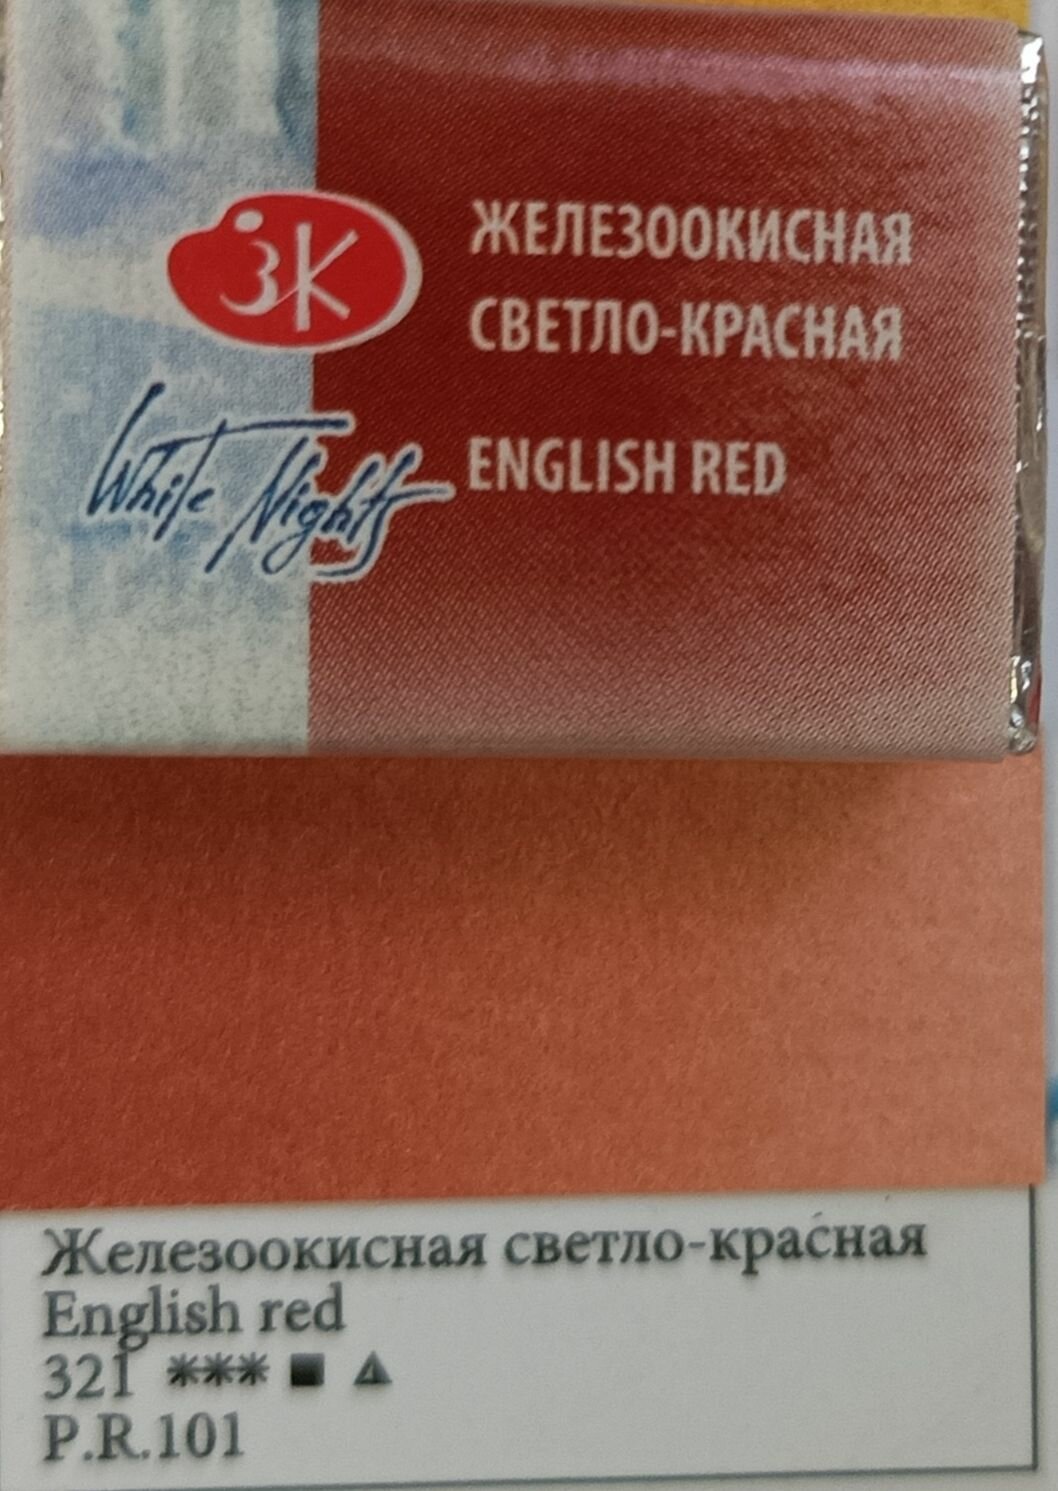 ЗК
ЖЕЛЕЗООКИСНАЯ
СВЕТЛО-КРАСНАЯ
White Nights
ENGLISH RED
Железоокисная светло-красная
English red
321 *** ■ ▲
P.R.101